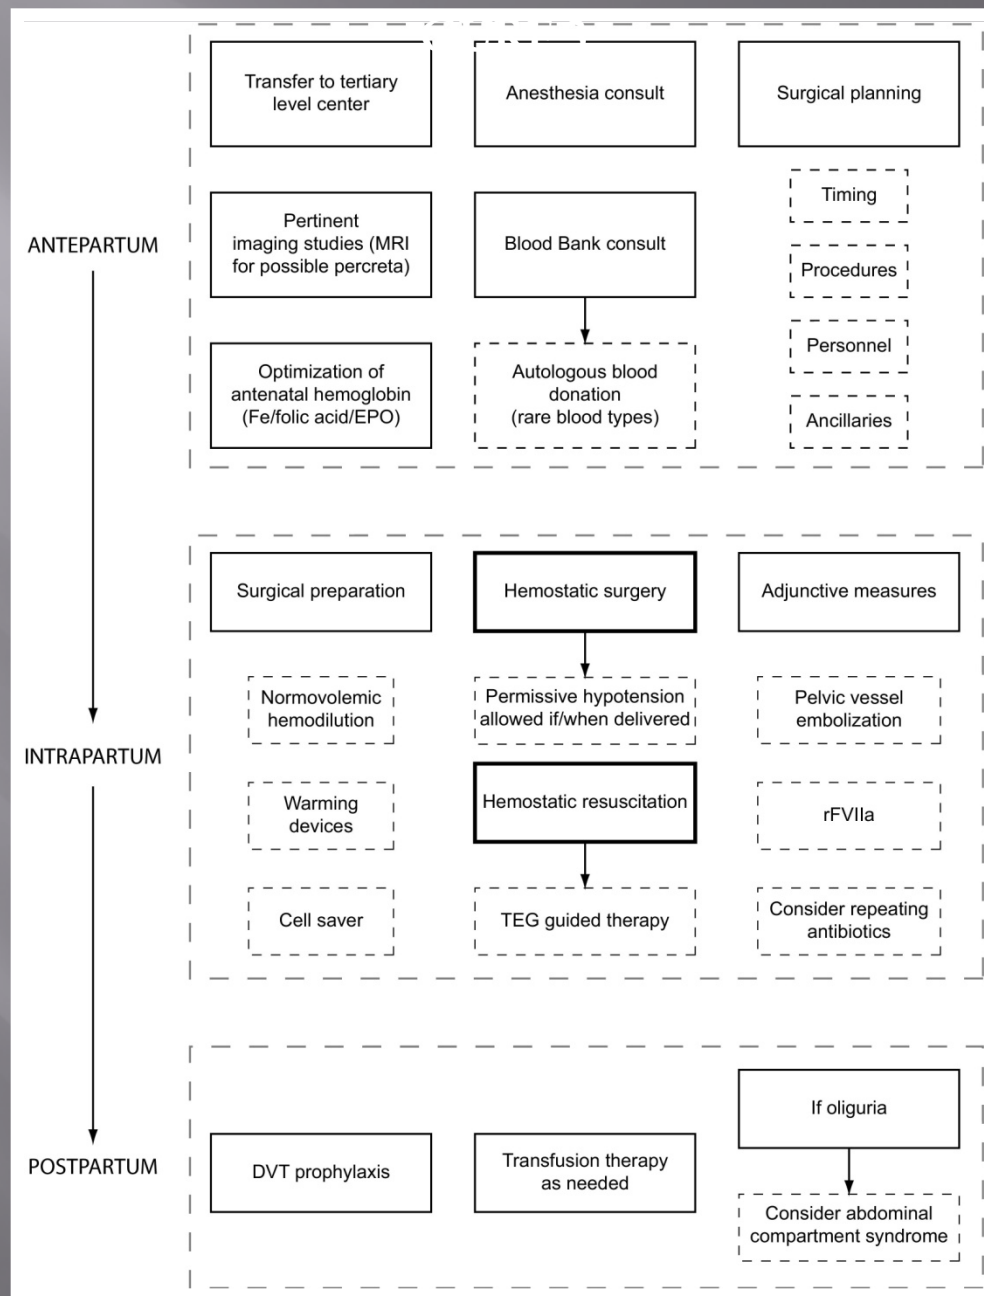 Transfer to tertiary
level center
Anesthesia consult
Surgical planning
Timing
ANTEPARTUM
Pertinent
imaging studies (MRI
for possible percreta)
Blood Bank consult
Procedures
Personnel
Optimization of
antenatal hemoglobin
(Fe/folic acid/EPO)
Autologous blood
donation
(rare blood types)
Ancillaries
Surgical preparation
Hemostatic surgery
Adjunctive measures
Normovolemic
hemodilution
Permissive hypotension
allowed if/when delivered
Pelvic vessel
embolization
INTRAPARTUM
Warming
devices
Hemostatic resuscitation
rFVIIa
Cell saver
TEG guided therapy
Consider repeating
antibiotics
If oliguria
POSTPARTUM
DVT prophylaxis
Transfusion therapy
as needed
Consider abdominal
compartment syndrome